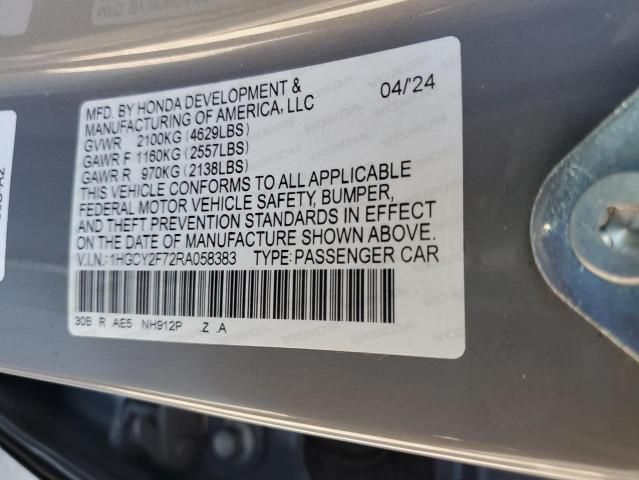 MFD. BY HONDA DEVELOPMENT &
MANUFACTURING OF AMERICA, LLC 04/'24
GVWR 2100KG (4629LBS)
GAWR F 1160KG (2557LBS)
GAWR R 970KG (2138LBS)
THIS VEHICLE CONFORMS TO ALL APPLICABLE
FEDERAL MOTOR VEHICLE SAFETY, BUMPER,
AND THEFT PREVENTION STANDARDS IN EFFECT
ON THE DATE OF MANUFACTURE SHOWN ABOVE.
V.I.N.:1HGCY2F72RA058383 TYPE:PASSENGER CAR
30B R AE5 NH912P .Z .A